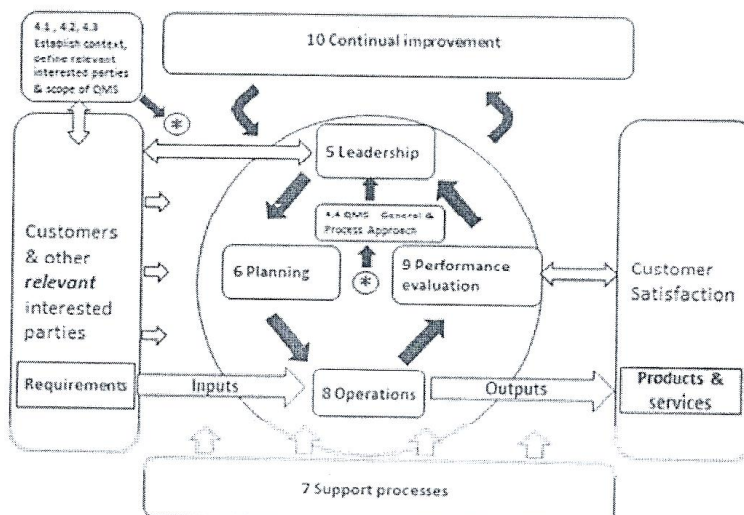 4.1 , 4.2, 4.3
Establish context,
define relevant
interested parties
& scope of QMS
10 Continual improvement
*
5 Leadership
4.4 QMS General &
Process Approach
Customers
& other
relevant
interested
parties
6 Planning
*
9 Performance
evaluation
Customer
Satisfaction
Requirements
Inputs
8 Operations
Outputs
Products &
services
7 Support processes